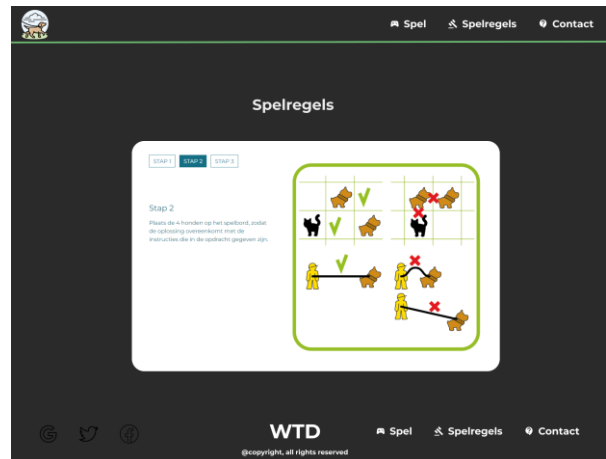 Spel
Spelregels
Contact
Spelregels
STAP 1
STAP 2
STAP 3
Stap 2
Plaats de 4 honden op het spelbord, zodat
de oplossing overeenkomt met de
instructies die in de opdracht gegeven zijn.
WTD
@copyright, all rights reserved
Spel
Spelregels
Contact